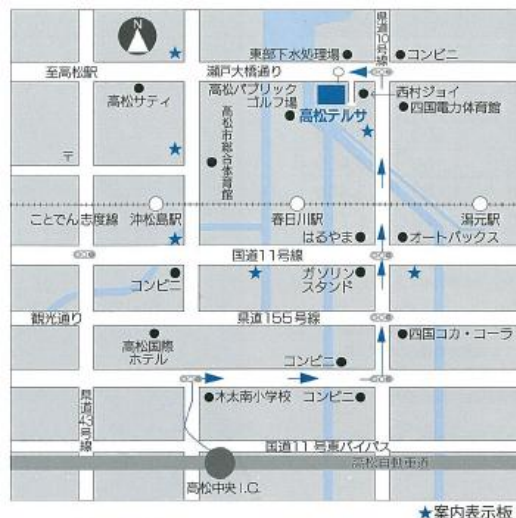 N
県道10号線
東部下水処理場
コンビニ
至高松駅
瀬戸大橋通り
高松サティ
高松パブリック
ゴルフ場
高松テルサ
西村ジョイ
四国電力体育館
高松市総合体育館
〒
ことでん志度線
沖松島駅
春日川駅
潟元駅
はるやま
オートバックス
国道11号線
コンビニ
ガソリン
スタンド
観光通り
県道155号線
高松国際
ホテル
四国コカ・コーラ
コンビニ
県道43号線
木太南小学校
コンビニ
国道11号東バイパス
高松自動車道
高松中央I.C.
★案内表示板